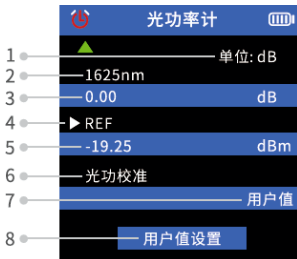 光功率计
1 单位: dB
2 1625nm
3 0.00 dB
4 REF
5 -19.25 dBm
6 光功校准
7 用户值
8 用户值设置